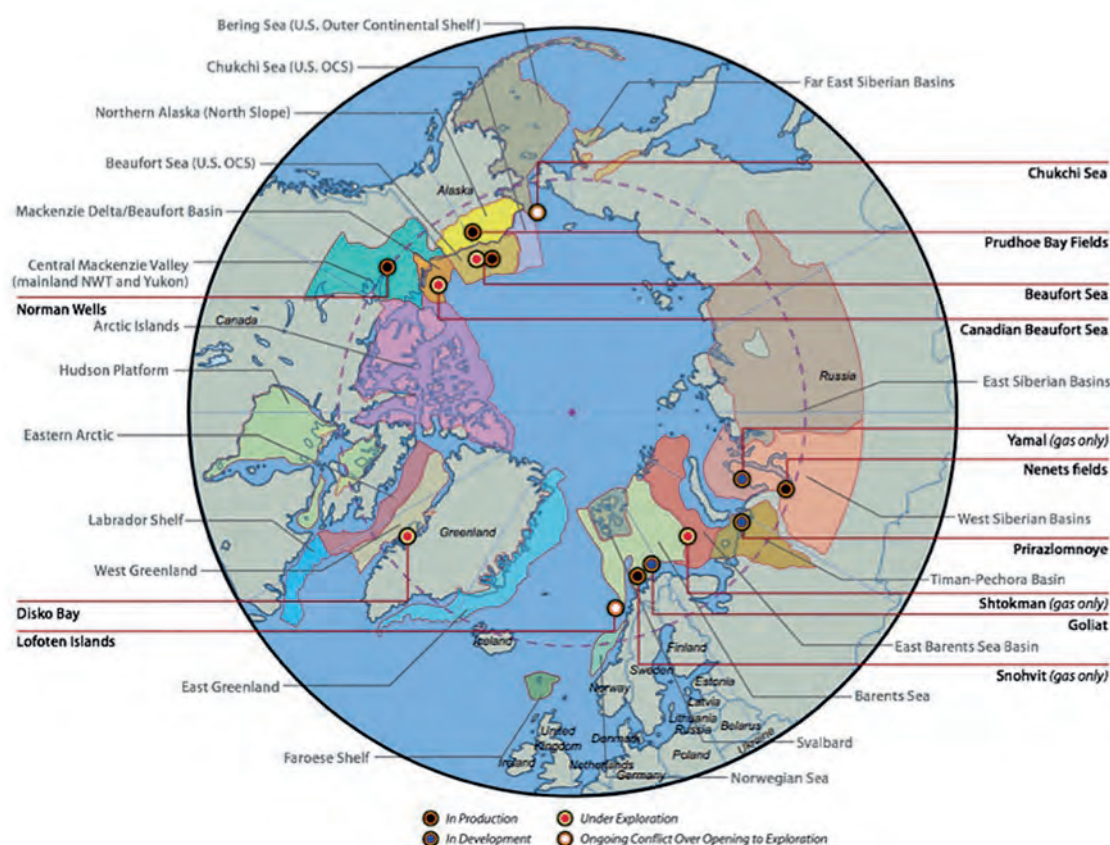 Bering Sea (U.S. Outer Continental Shelf)
Chukchi Sea (U.S. OCS)
Far East Siberian Basins
Northern Alaska (North Slope)
Beaufort Sea (U.S. OCS)
Chukchi Sea
Alaska
Mackenzie Delta/Beaufort Basin
Prudhoe Bay Fields
Central Mackenzie Valley
(mainland NWT and Yukon)
Beaufort Sea
Norman Wells
Canada
Arctic Islands
Canadian Beaufort Sea
Hudson Platform
Russia
East Siberian Basins
Eastern Arctic
Yamal (gas only)
Nenets fields
Labrador Shelf
Greenland
West Siberian Basins
West Greenland
Prirazlomnoye
Timan-Pechora Basin
Disko Bay
Shtokman (gas only)
Goliat
Lofoten Islands
Iceland
Finland
East Barents Sea Basin
Sweden
Snohvit (gas only)
East Greenland
Norway
Estonia
Barents Sea
Latvia
Lithuania
Russia
Belarus
Ukraine
United
Kingdom
Denmark
Svalbard
Faroese Shelf
Ireland
Netherlands
Poland
Germany
Norwegian Sea
In Production
Under Exploration
In Development
Ongoing Conflict Over Opening to Exploration